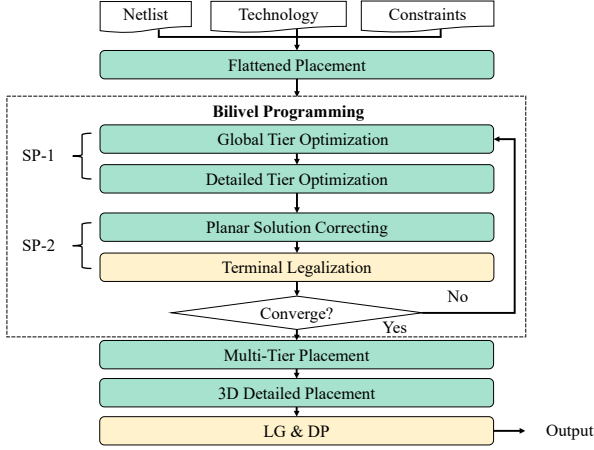 Netlist
Technology
Constraints
Flattened Placement
Bilivel Programming
SP-1
Global Tier Optimization
Detailed Tier Optimization
SP-2
Planar Solution Correcting
Terminal Legalization
Converge?
No
Yes
Multi-Tier Placement
3D Detailed Placement
LG & DP
Output